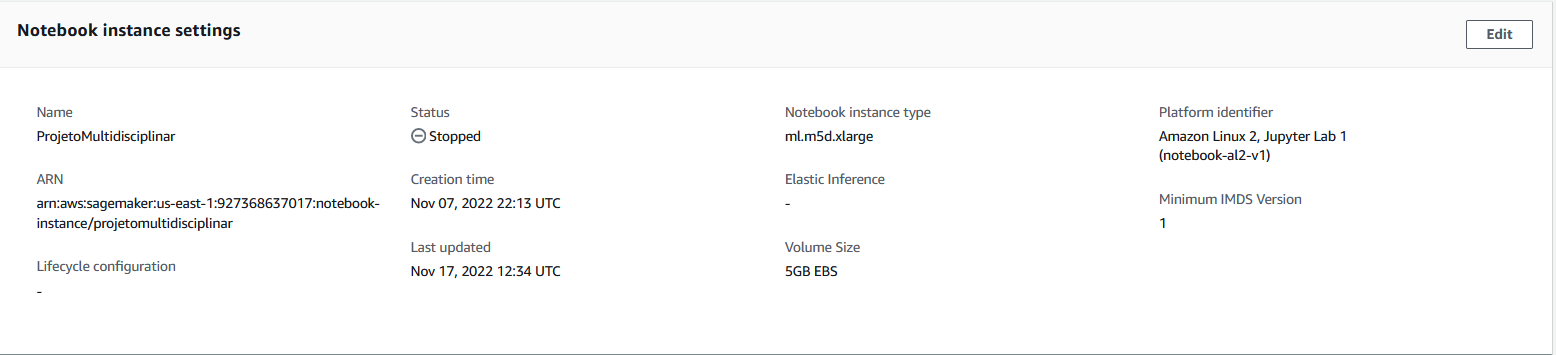 Notebook instance settings
Edit
Name
ProjetoMultidisciplinar
ARN
arn:aws:sagemaker:us-east-1:927368637017:notebook-
instance/projetomultidisciplinar
Lifecycle configuration
-
Status
Stopped
Creation time
Nov 07, 2022 22:13 UTC
Last updated
Nov 17, 2022 12:34 UTC
Notebook instance type
ml.m5d.xlarge
Elastic Inference
-
Volume Size
5GB EBS
Platform identifier
Amazon Linux 2, Jupyter Lab 1
(notebook-al2-v1)
Minimum IMDS Version
1